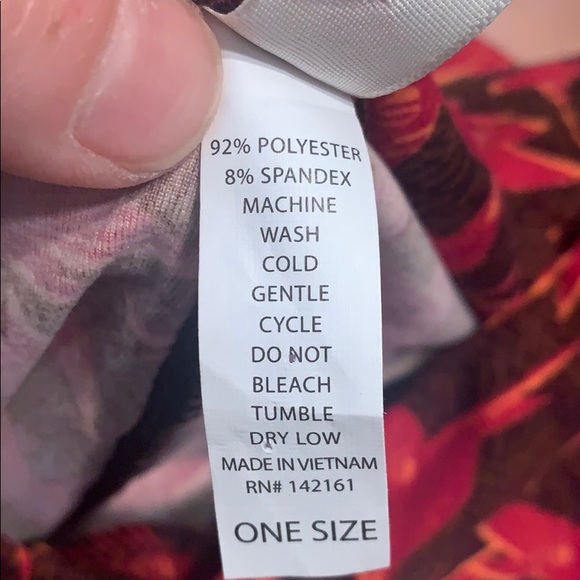 92% POLYESTER
8% SPANDEX
MACHINE
WASH
COLD
GENTLE
CYCLE
DO NOT
BLEACH
TUMBLE
DRY LOW
MADE IN VIETNAM
RN# 142161
ONE SIZE